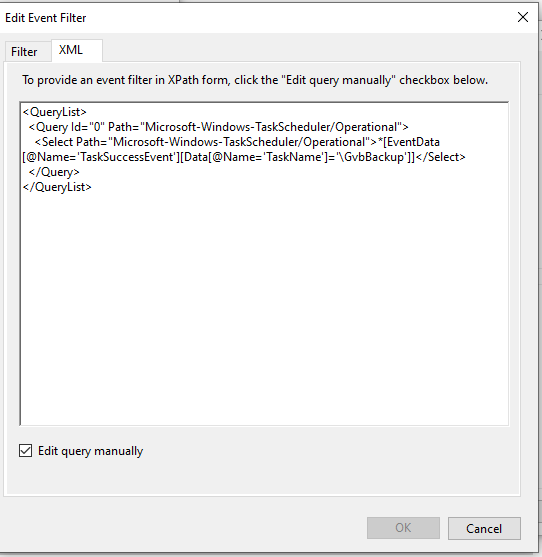 Edit Event Filter
Filter
XML
To provide an event filter in XPath form, click the "Edit query manually" checkbox below.
<QueryList>
  <Query Id="0" Path="Microsoft-Windows-TaskScheduler/Operational">
    <Select Path="Microsoft-Windows-TaskScheduler/Operational">*[EventData
[@Name='TaskSuccessEvent'][Data[@Name='TaskName']='\GvbBackup']]</Select>
  </Query>
</QueryList>
Edit query manually
OK
Cancel